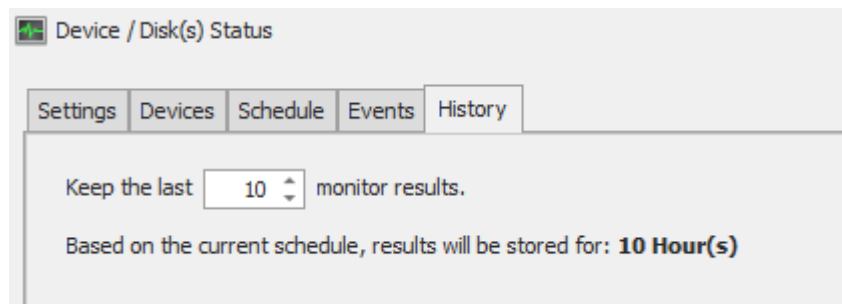 Device / Disk(s) Status
Settings Devices Schedule Events History
Keep the last 10 monitor results.
Based on the current schedule, results will be stored for: 10 Hour(s)